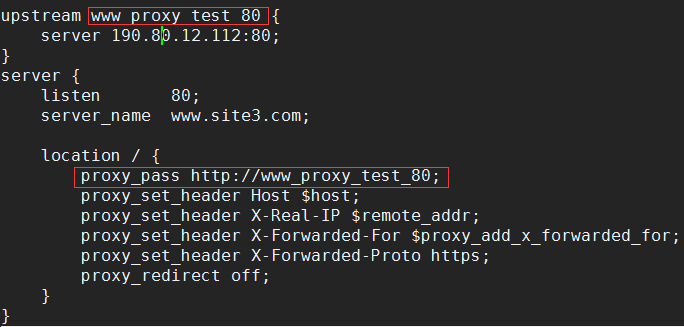 upstream www_proxy_test_80 {
    server 190.80.12.112:80;
}
server {
    listen       80;
    server_name  www.site3.com;
    location / {
        proxy_pass http://www_proxy_test_80;
        proxy_set_header Host $host;
        proxy_set_header X-Real-IP $remote_addr;
        proxy_set_header X-Forwarded-For $proxy_add_x_forwarded_for;
        proxy_set_header X-Forwarded-Proto https;
        proxy_redirect off;
    }
}